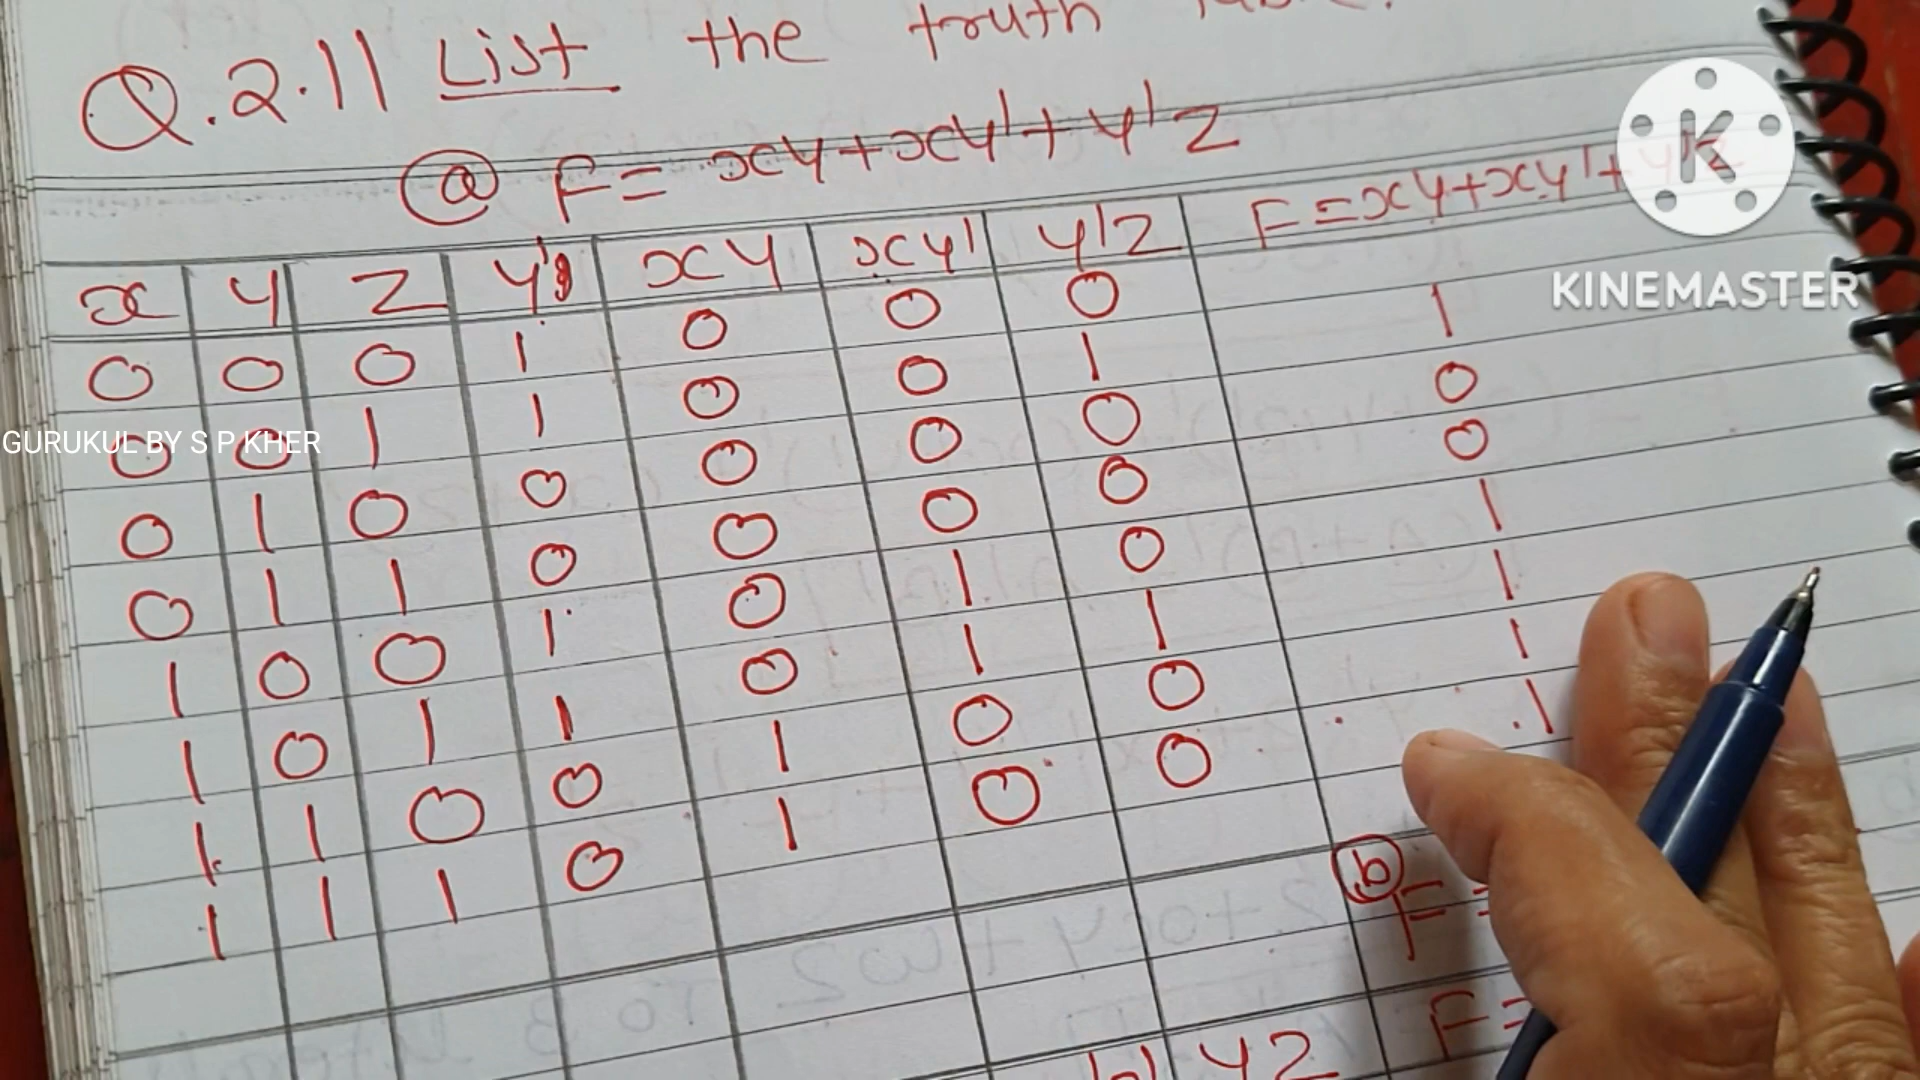 Q.2.11 List the truth
(a) F = xy+xy'+y'z
x y z y' xy xy' y'z F=xy+xy'+
0 0 0 1 0 0 0
0 0 1 1 0 0 1 1
0 1 0 0 0 0 0 0
0 1 1 0 0 0 0 0
1 0 0 1 0 1 0 1
1 0 1 1 0 1 1 1
1 1 0 0 1 0 0 1
1 1 1 0 1 0 0 1
(b) F =
F=
yz
KINEMASTER
GURUKUL BY S P KHER